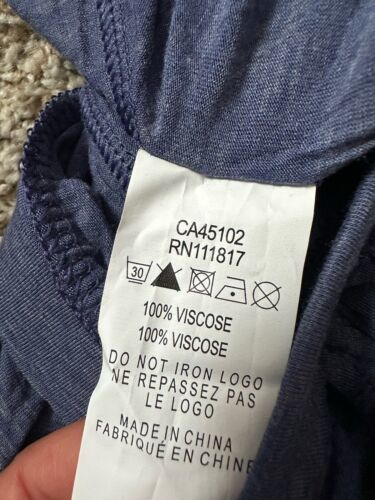 CA45102
RN111817
30
100% VISCOSE
100% VISCOSE
DO NOT IRON LOGO
NE REPASSEZ PAS
LE LOGO
MADE IN CHINA
FABRIQUÉ EN CHINE